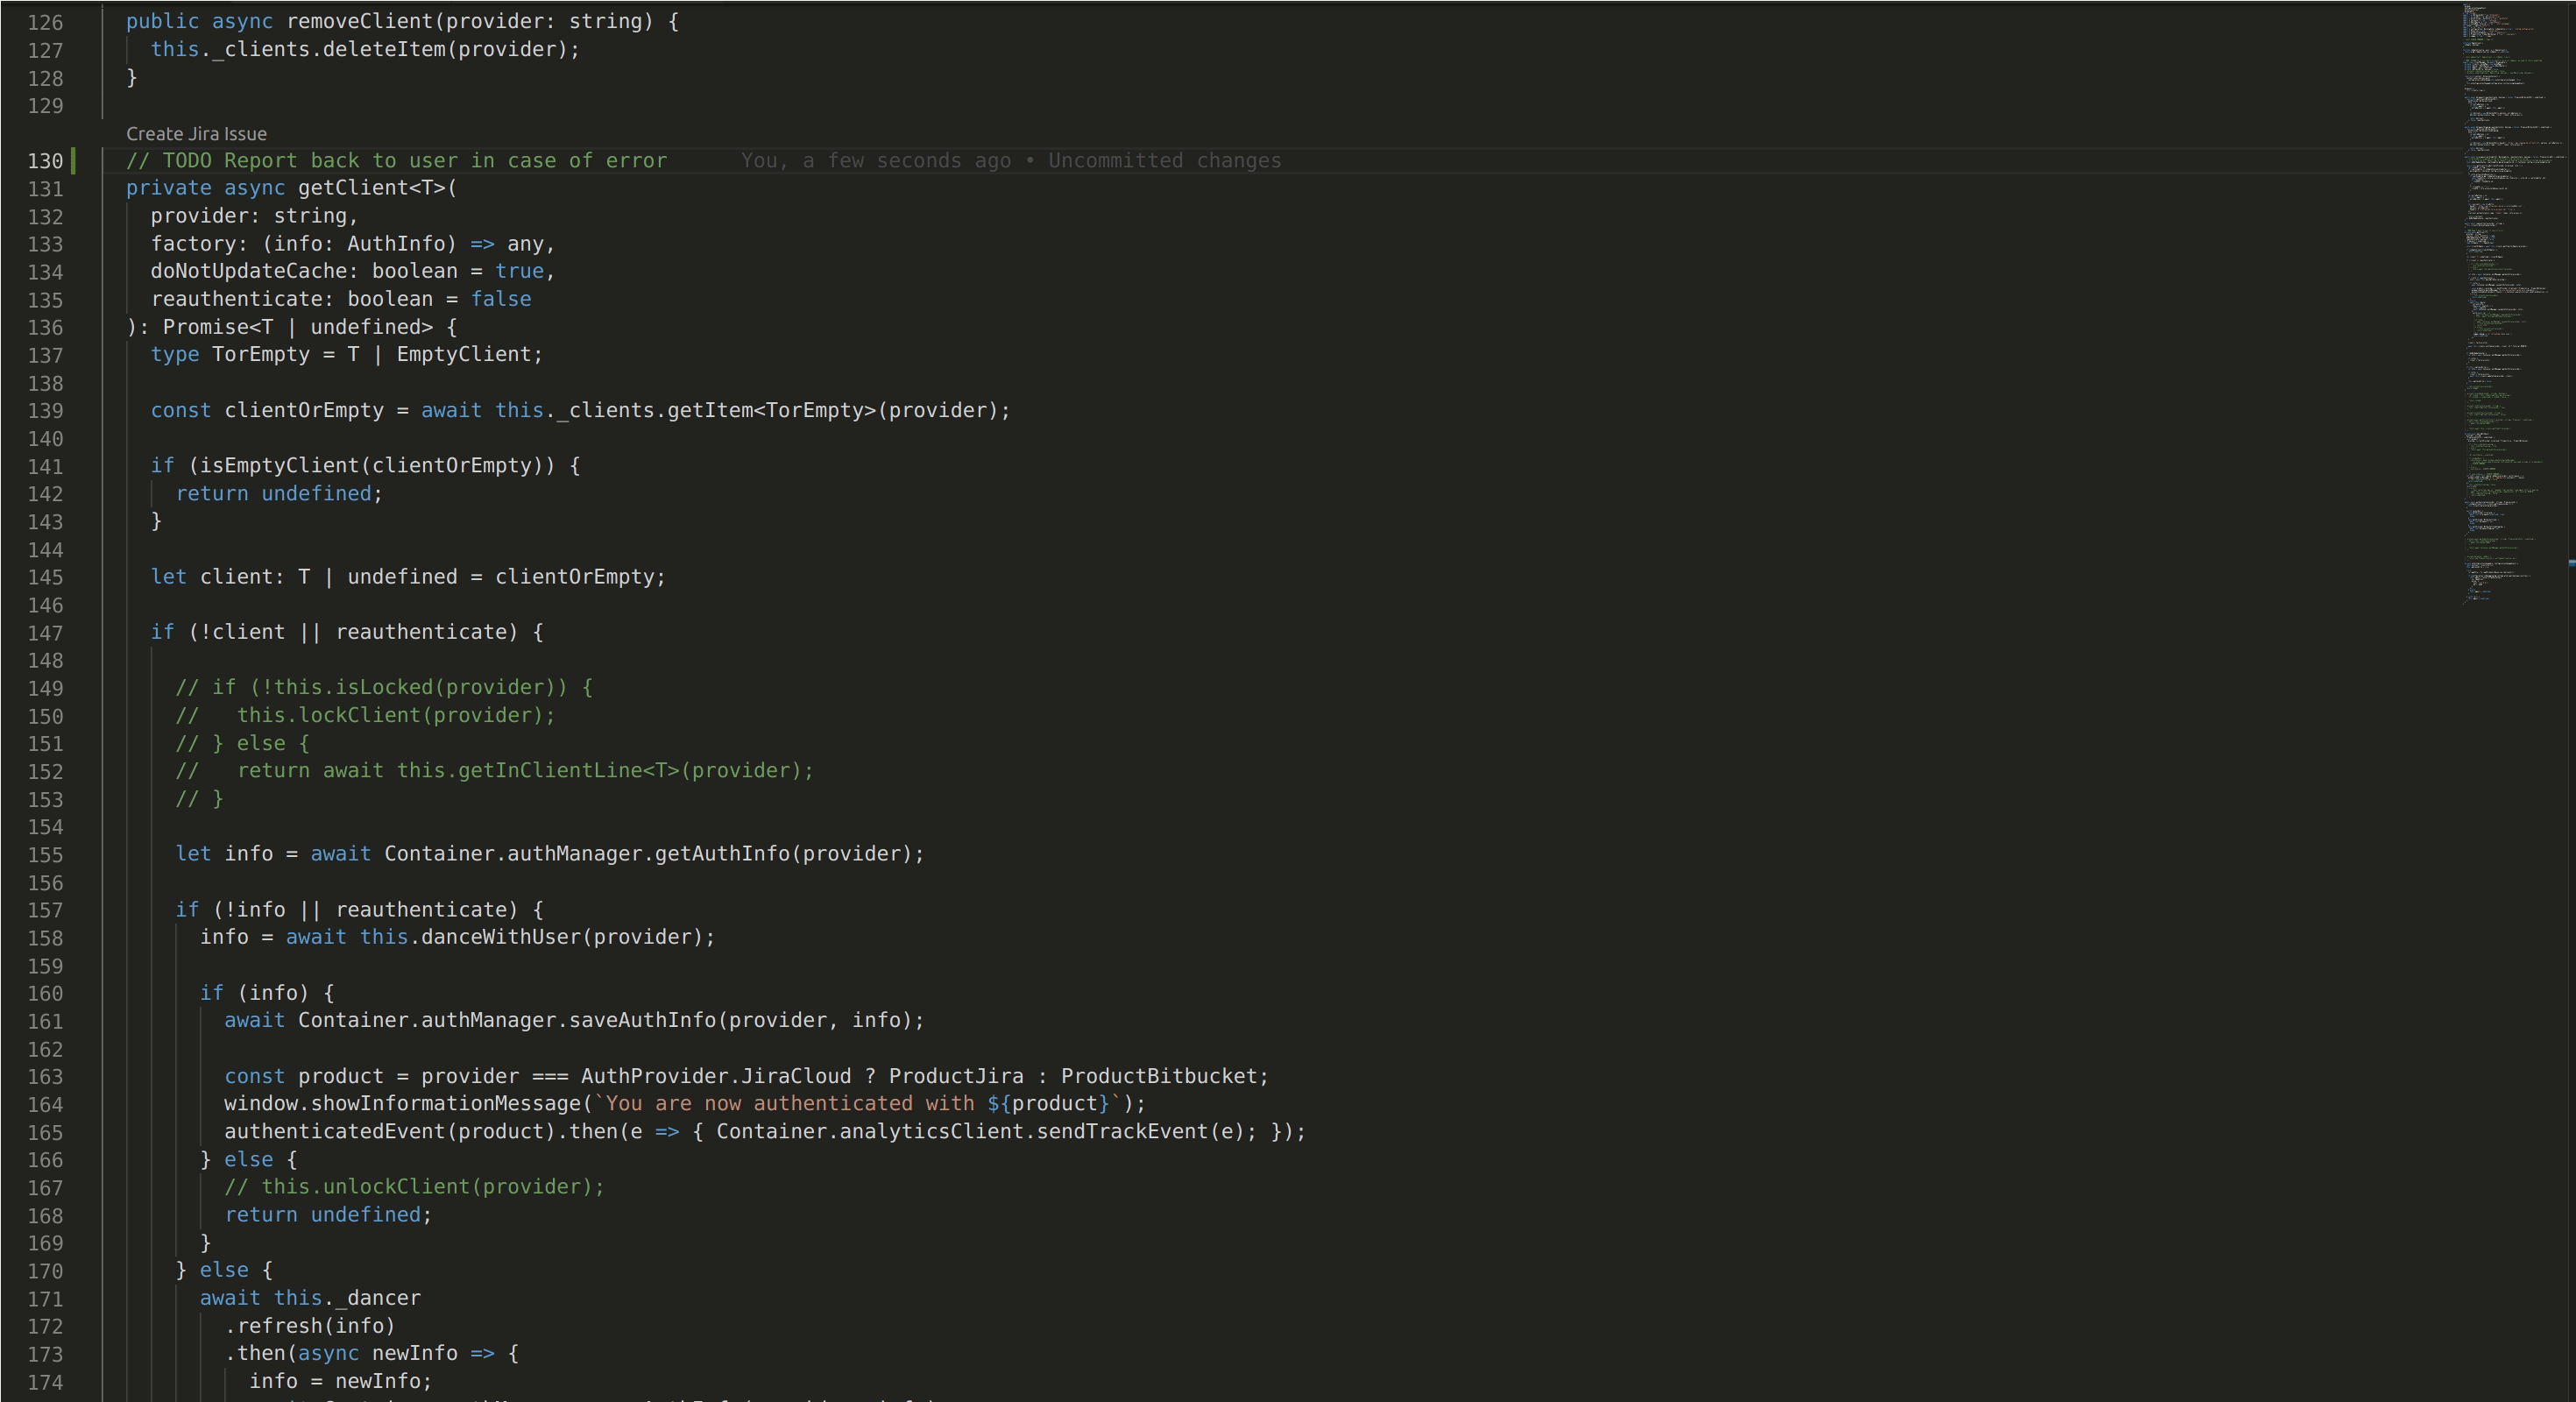 126 public async removeClient(provider: string) {
127 this._clients.deleteItem(provider);
128 }
129
Create Jira Issue
130 // TODO Report back to user in case of error You, a few seconds ago • Uncommitted changes
131 private async getClient<T>(
132 provider: string,
133 factory: (info: AuthInfo) => any,
134 doNotUpdateCache: boolean = true,
135 reauthenticate: boolean = false
136 ): Promise<T | undefined> {
137 type TorEmpty = T | EmptyClient;
138
139 const clientOrEmpty = await this._clients.getItem<TorEmpty>(provider);
140
141 if (isEmptyClient(clientOrEmpty)) {
142 return undefined;
143 }
144
145 let client: T | undefined = clientOrEmpty;
146
147 if (!client || reauthenticate) {
148
149 // if (!this.isLocked(provider)) {
150 //   this.lockClient(provider);
151 // } else {
152 //   return await this.getInClientLine<T>(provider);
153 // }
154
155 let info = await Container.authManager.getAuthInfo(provider);
156
157 if (!info || reauthenticate) {
158 info = await this.danceWithUser(provider);
159
160 if (info) {
161 await Container.authManager.saveAuthInfo(provider, info);
162
163 const product = provider === AuthProvider.JiraCloud ? ProductJira : ProductBitbucket;
164 window.showInformationMessage(`You are now authenticated with ${product}`);
165 authenticatedEvent(product).then(e => { Container.analyticsClient.sendTrackEvent(e); });
166 } else {
167 // this.unlockClient(provider);
168 return undefined;
169 }
170 } else {
171 await this._dancer
172 .refresh(info)
173 .then(async newInfo => {
174 info = newInfo;